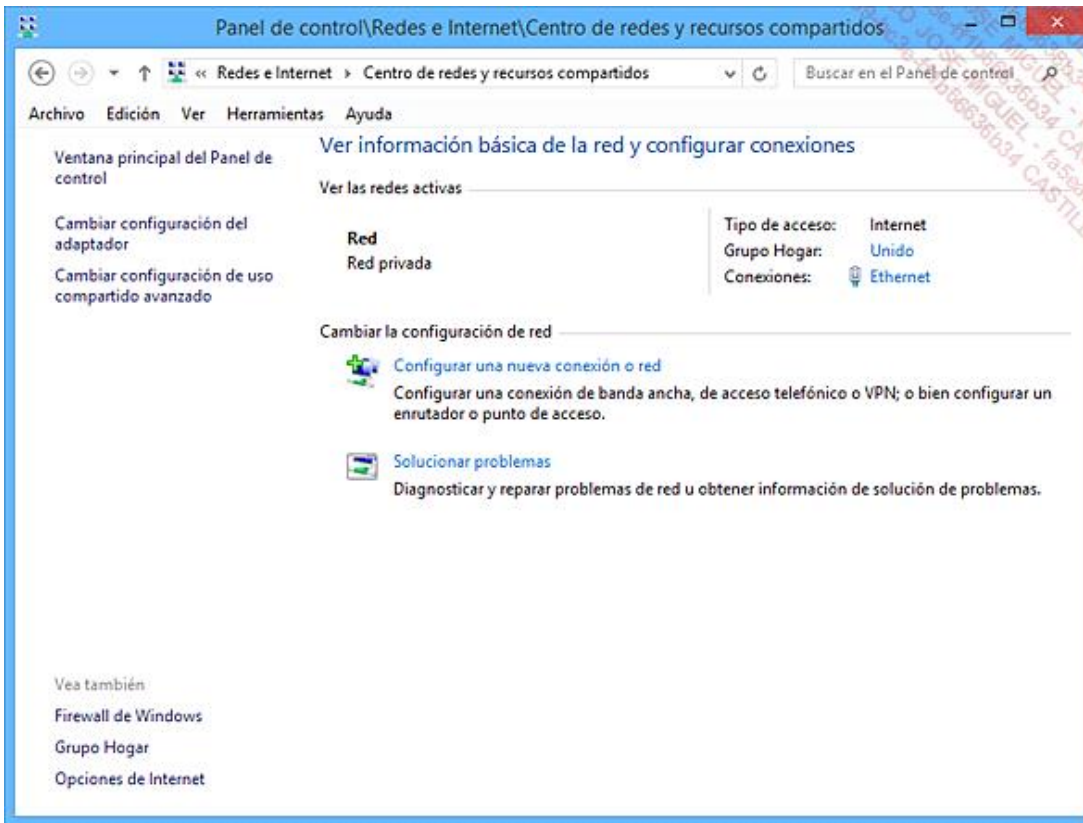 Panel de control\Redes e Internet\Centro de redes y recursos compartidos
« Redes e Internet › Centro de redes y recursos compartidos
Buscar en el Panel de control
Archivo Edición Ver Herramientas Ayuda
Ventana principal del Panel de
control
Cambiar configuración del
adaptador
Cambiar configuración de uso
compartido avanzado
Ver información básica de la red y configurar conexiones
Ver las redes activas
Red
Red privada
Tipo de acceso: Internet
Grupo Hogar: Unido
Conexiones: Ethernet
Cambiar la configuración de red
Configurar una nueva conexión o red
Configurar una conexión de banda ancha, de acceso telefónico o VPN; o bien configurar un
enrutador o punto de acceso.
Solucionar problemas
Diagnosticar y reparar problemas de red u obtener información de solución de problemas.
Vea también
Firewall de Windows
Grupo Hogar
Opciones de Internet
JOSE MIGUEL